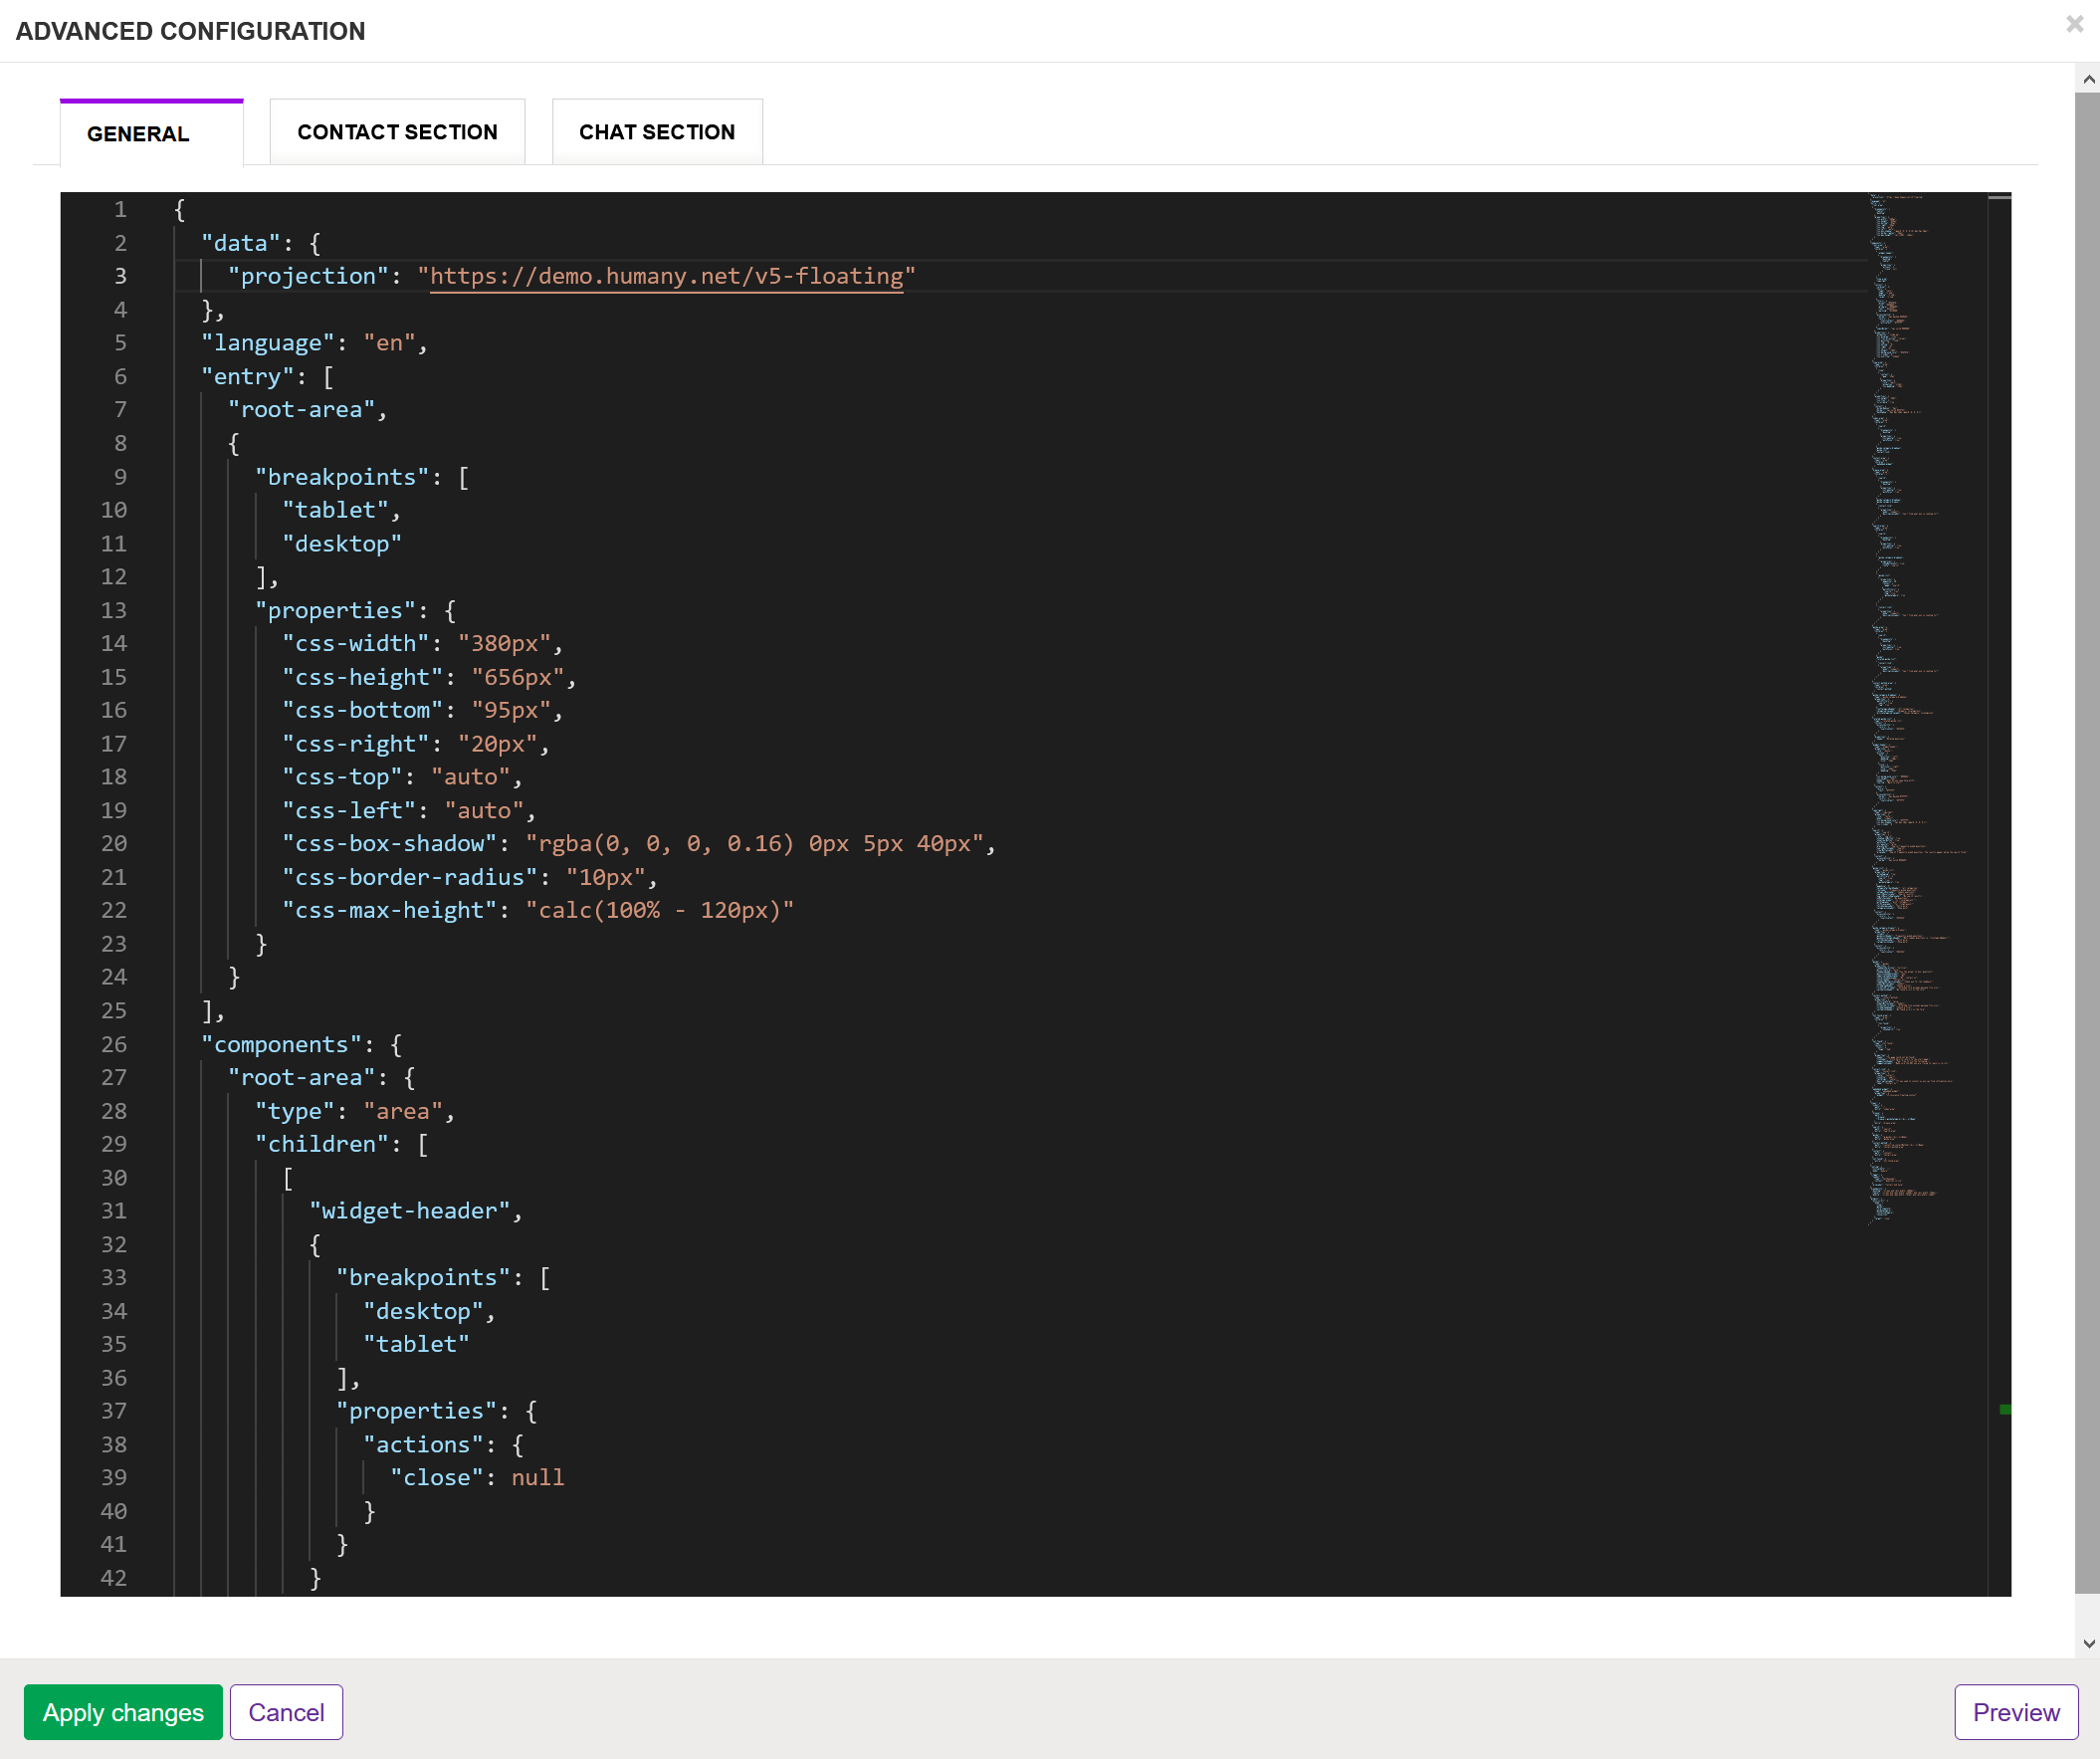 ADVANCED CONFIGURATION
×
GENERAL
CONTACT SECTION
CHAT SECTION
1 {
2 "data": {
3 "projection": "https://demo.humany.net/v5-floating"
4 },
5 "language": "en",
6 "entry": [
7 "root-area",
8 {
9 "breakpoints": [
10 "tablet",
11 "desktop"
12 ],
13 "properties": {
14 "css-width": "380px",
15 "css-height": "656px",
16 "css-bottom": "95px",
17 "css-right": "20px",
18 "css-top": "auto",
19 "css-left": "auto",
20 "css-box-shadow": "rgba(0, 0, 0, 0.16) 0px 5px 40px",
21 "css-border-radius": "10px",
22 "css-max-height": "calc(100% - 120px)"
23 }
24 }
25 ],
26 "components": {
27 "root-area": {
28 "type": "area",
29 "children": [
30 [
31 "widget-header",
32 {
33 "breakpoints": [
34 "desktop",
35 "tablet"
36 ],
37 "properties": {
38 "actions": {
39 "close": null
40 }
41 }
42 }
Apply changes
Cancel
Preview